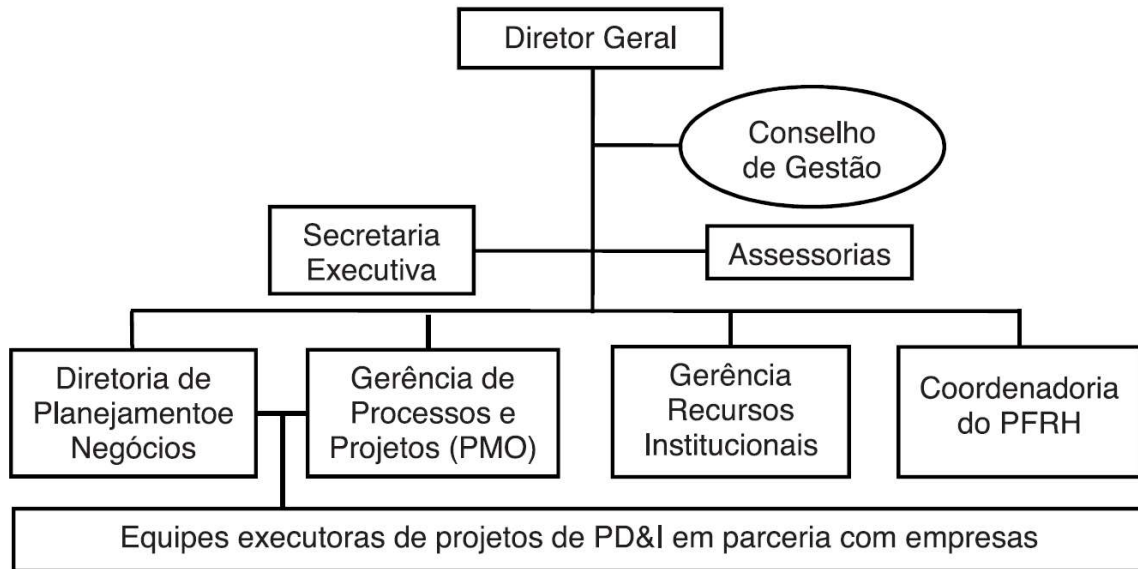 Diretor Geral
Conselho
de Gestão
Secretaria
Executiva
Assessorias
Diretoria de
Planejamentoe
Negócios
Gerência de
Processos e
Projetos (PMO)
Gerência
Recursos
Institucionais
Coordenadoria
do PFRH
Equipes executoras de projetos de PD&I em parceria com empresas